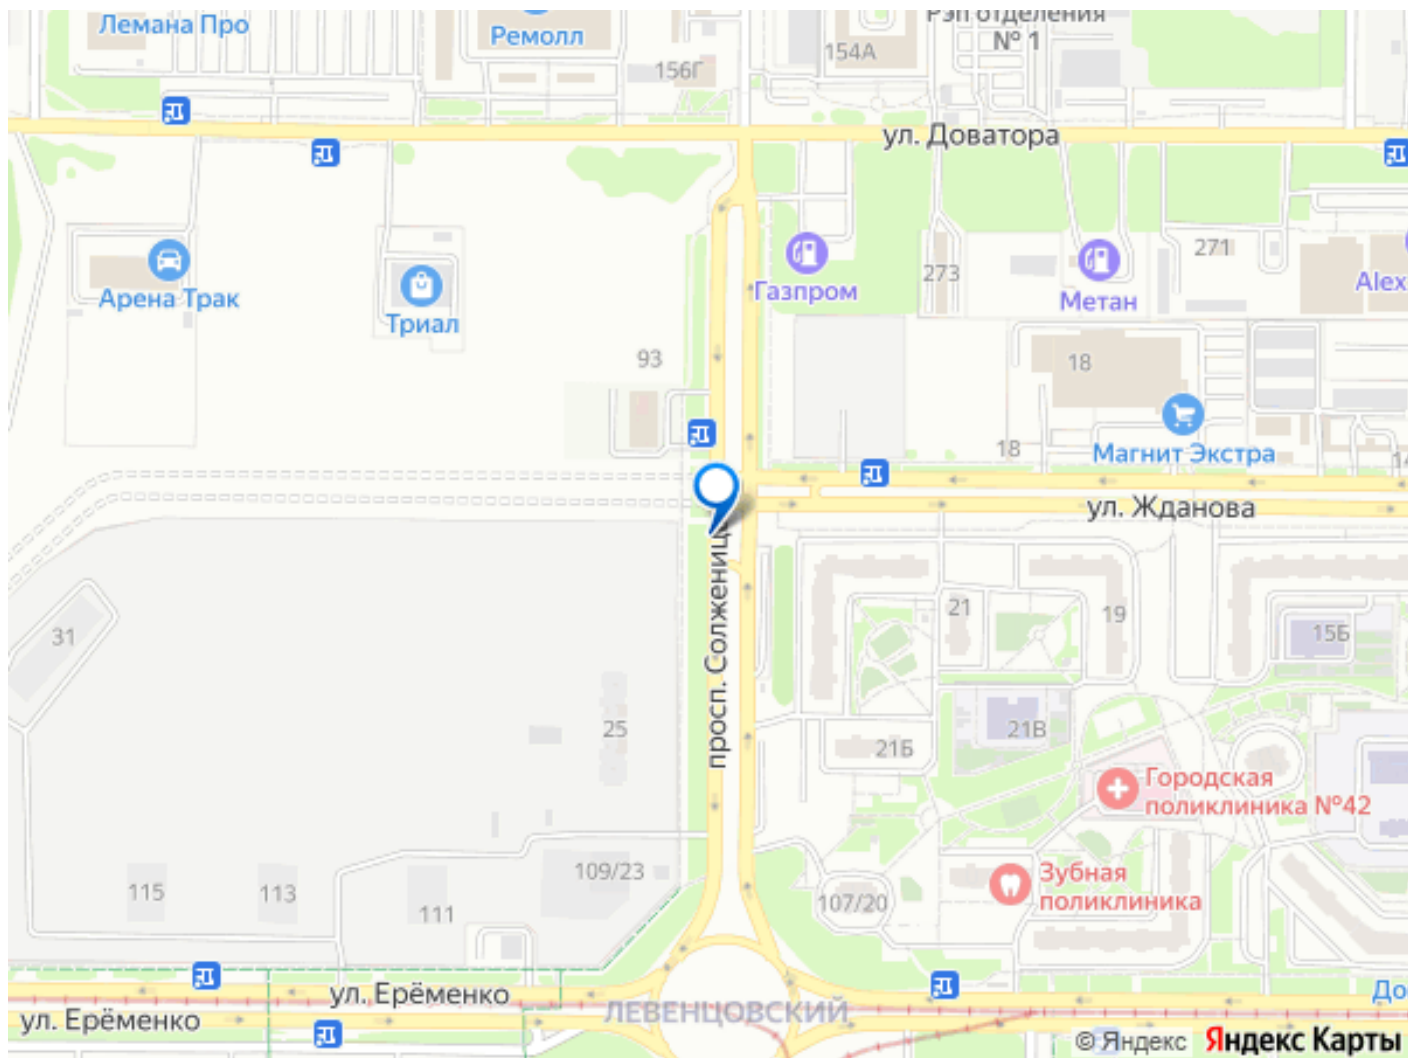 Лемана Про
Ремолл
156Г
154А
Рэп отделения
№ 1
ул. Доватора
Арена Трак
Триал
Газпром
273
Метан
271
Alex
93
18
18
Магнит Экстра
14
ул. Жданова
просп. Солжениц
31
25
21
19
15Б
21Б
21В
Городская
поликлиника №42
Зубная
поликлиника
115
113
111
109/23
107/20
ул. Ерёменко
ул. Ерёменко
ЛЕВЕНЦОВСКИЙ
До
© Яндекс Яндекс Карты